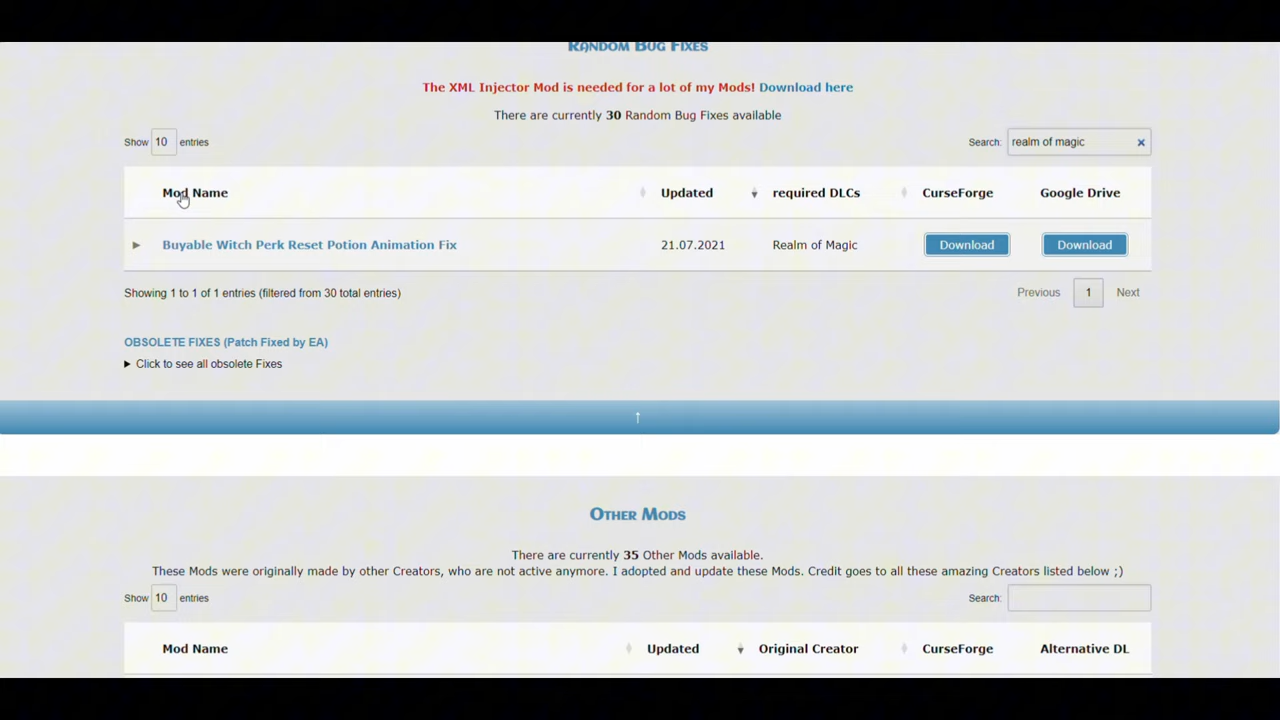 Random Bug Fixes
The XML Injector Mod is needed for a lot of my Mods! Download here
There are currently 30 Random Bug Fixes available
Show 10 entries
Search: realm of magic ×
Mod Name Updated required DLCs CurseForge Google Drive
► Buyable Witch Perk Reset Potion Animation Fix 21.07.2021 Realm of Magic Download Download
Showing 1 to 1 of 1 entries (filtered from 30 total entries)
Previous 1 Next
OBSOLETE FIXES (Patch Fixed by EA)
► Click to see all obsolete Fixes
↑
Other Mods
There are currently 35 Other Mods available.
These Mods were originally made by other Creators, who are not active anymore. I adopted and update these Mods. Credit goes to all these amazing Creators listed below ;)
Show 10 entries
Search:
Mod Name Updated Original Creator CurseForge Alternative DL